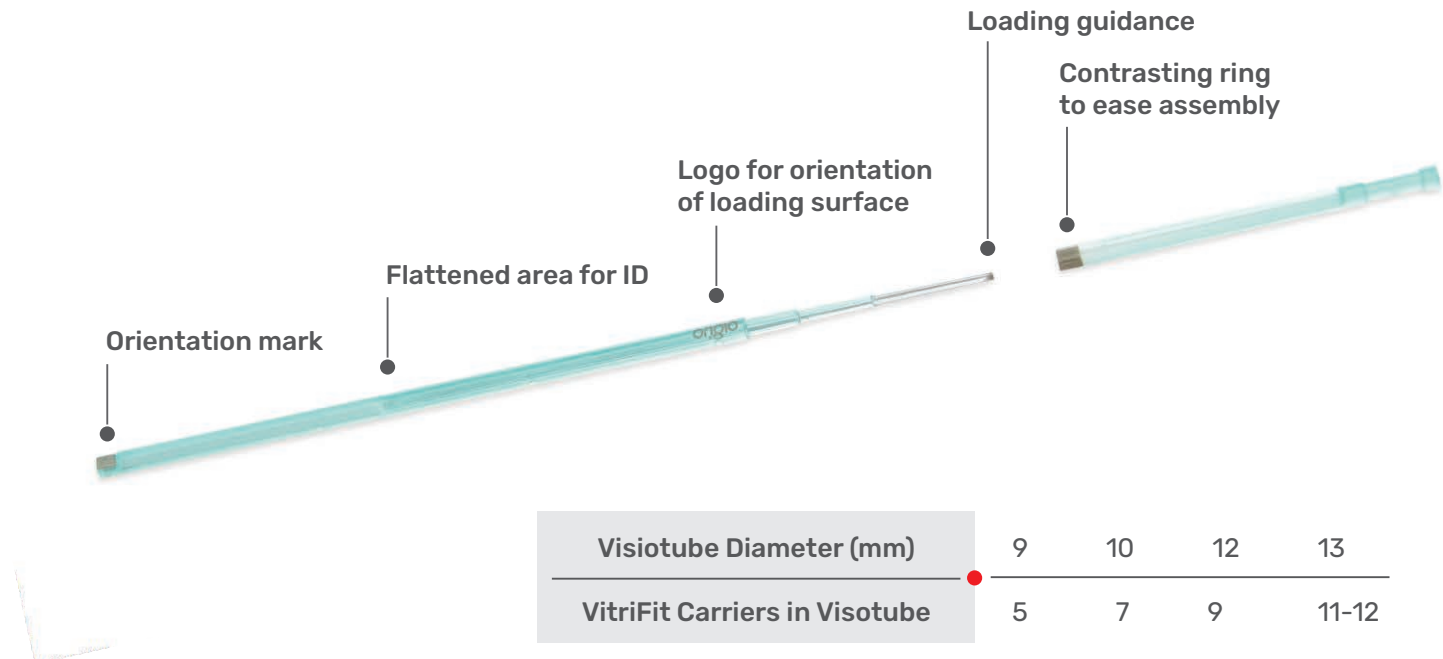 Loading guidance
Contrasting ring
to ease assembly
Logo for orientation
of loading surface
Flattened area for ID
Orientation mark
origio
Visiotube Diameter (mm) 9 10 12 13
VitriFit Carriers in Visotube 5 7 9 11-12